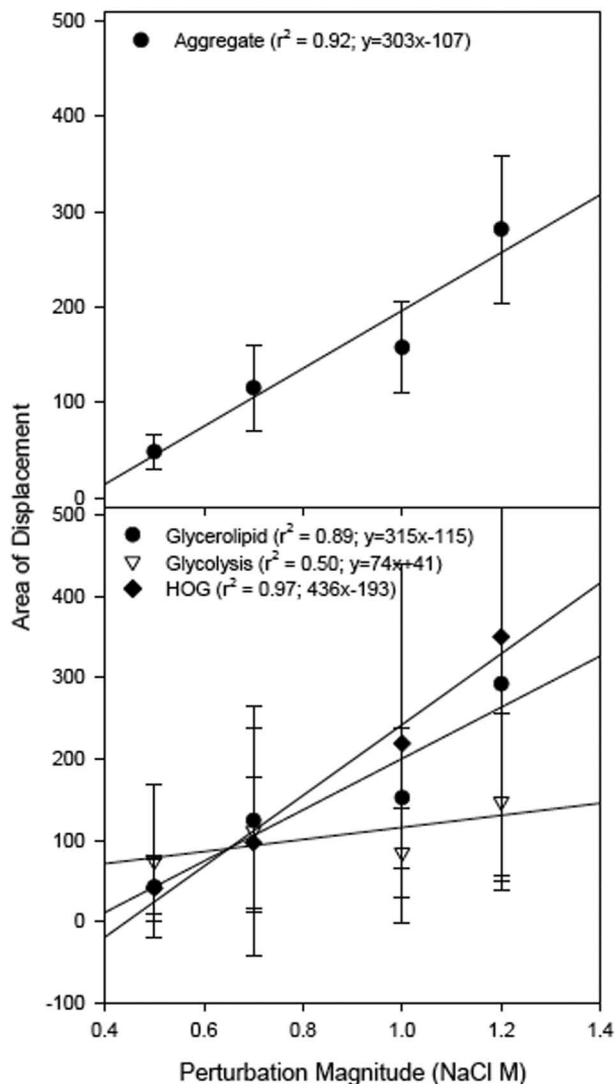 500
Aggregate (r² = 0.92; y=303x-107)
400
300
200
100
0
Area of Displacement
500
Glycerolipid (r² = 0.89; y=315x-115)
Glycolysis (r² = 0.50; y=74x+41)
HOG (r² = 0.97; 436x-193)
400
300
200
100
0
-100
0.4 0.6 0.8 1.0 1.2 1.4
Perturbation Magnitude (NaCl M)